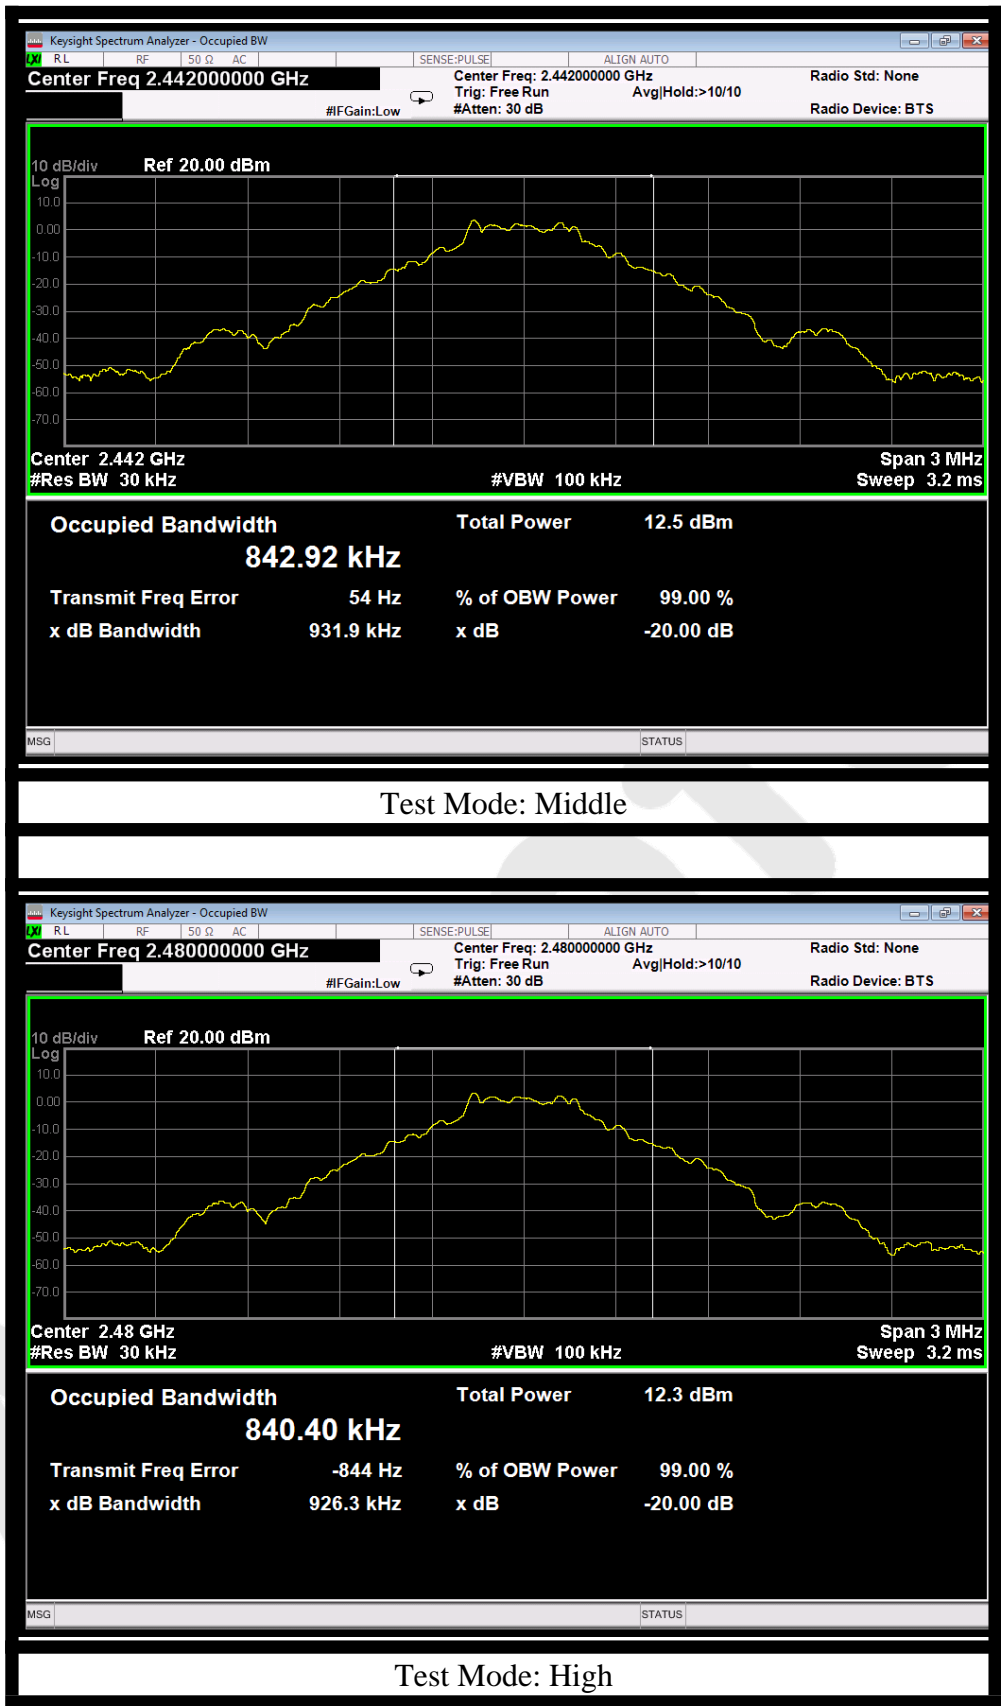 Keysight Spectrum Analyzer - Occupied BW
LXI RL RF 50 Ω AC SENSE:PULSE ALIGN AUTO
Center Freq 2.442000000 GHz Center Freq: 2.442000000 GHz Radio Std: None
Trig: Free Run Avg|Hold:>10/10
#IFGain:Low #Atten: 30 dB Radio Device: BTS
10 dB/div Ref 20.00 dBm
Log
10.0
0.00
-10.0
-20.0
-30.0
-40.0
-50.0
-60.0
-70.0
Center 2.442 GHz Span 3 MHz
#Res BW 30 kHz #VBW 100 kHz Sweep 3.2 ms
Occupied Bandwidth Total Power 12.5 dBm
842.92 kHz
Transmit Freq Error 54 Hz % of OBW Power 99.00 %
x dB Bandwidth 931.9 kHz x dB -20.00 dB
MSG STATUS
Test Mode: Middle
Keysight Spectrum Analyzer - Occupied BW
LXI RL RF 50 Ω AC SENSE:PULSE ALIGN AUTO
Center Freq 2.480000000 GHz Center Freq: 2.480000000 GHz Radio Std: None
Trig: Free Run Avg|Hold:>10/10
#IFGain:Low #Atten: 30 dB Radio Device: BTS
10 dB/div Ref 20.00 dBm
Log
10.0
0.00
-10.0
-20.0
-30.0
-40.0
-50.0
-60.0
-70.0
Center 2.48 GHz Span 3 MHz
#Res BW 30 kHz #VBW 100 kHz Sweep 3.2 ms
Occupied Bandwidth Total Power 12.3 dBm
840.40 kHz
Transmit Freq Error -844 Hz % of OBW Power 99.00 %
x dB Bandwidth 926.3 kHz x dB -20.00 dB
MSG STATUS
Test Mode: High